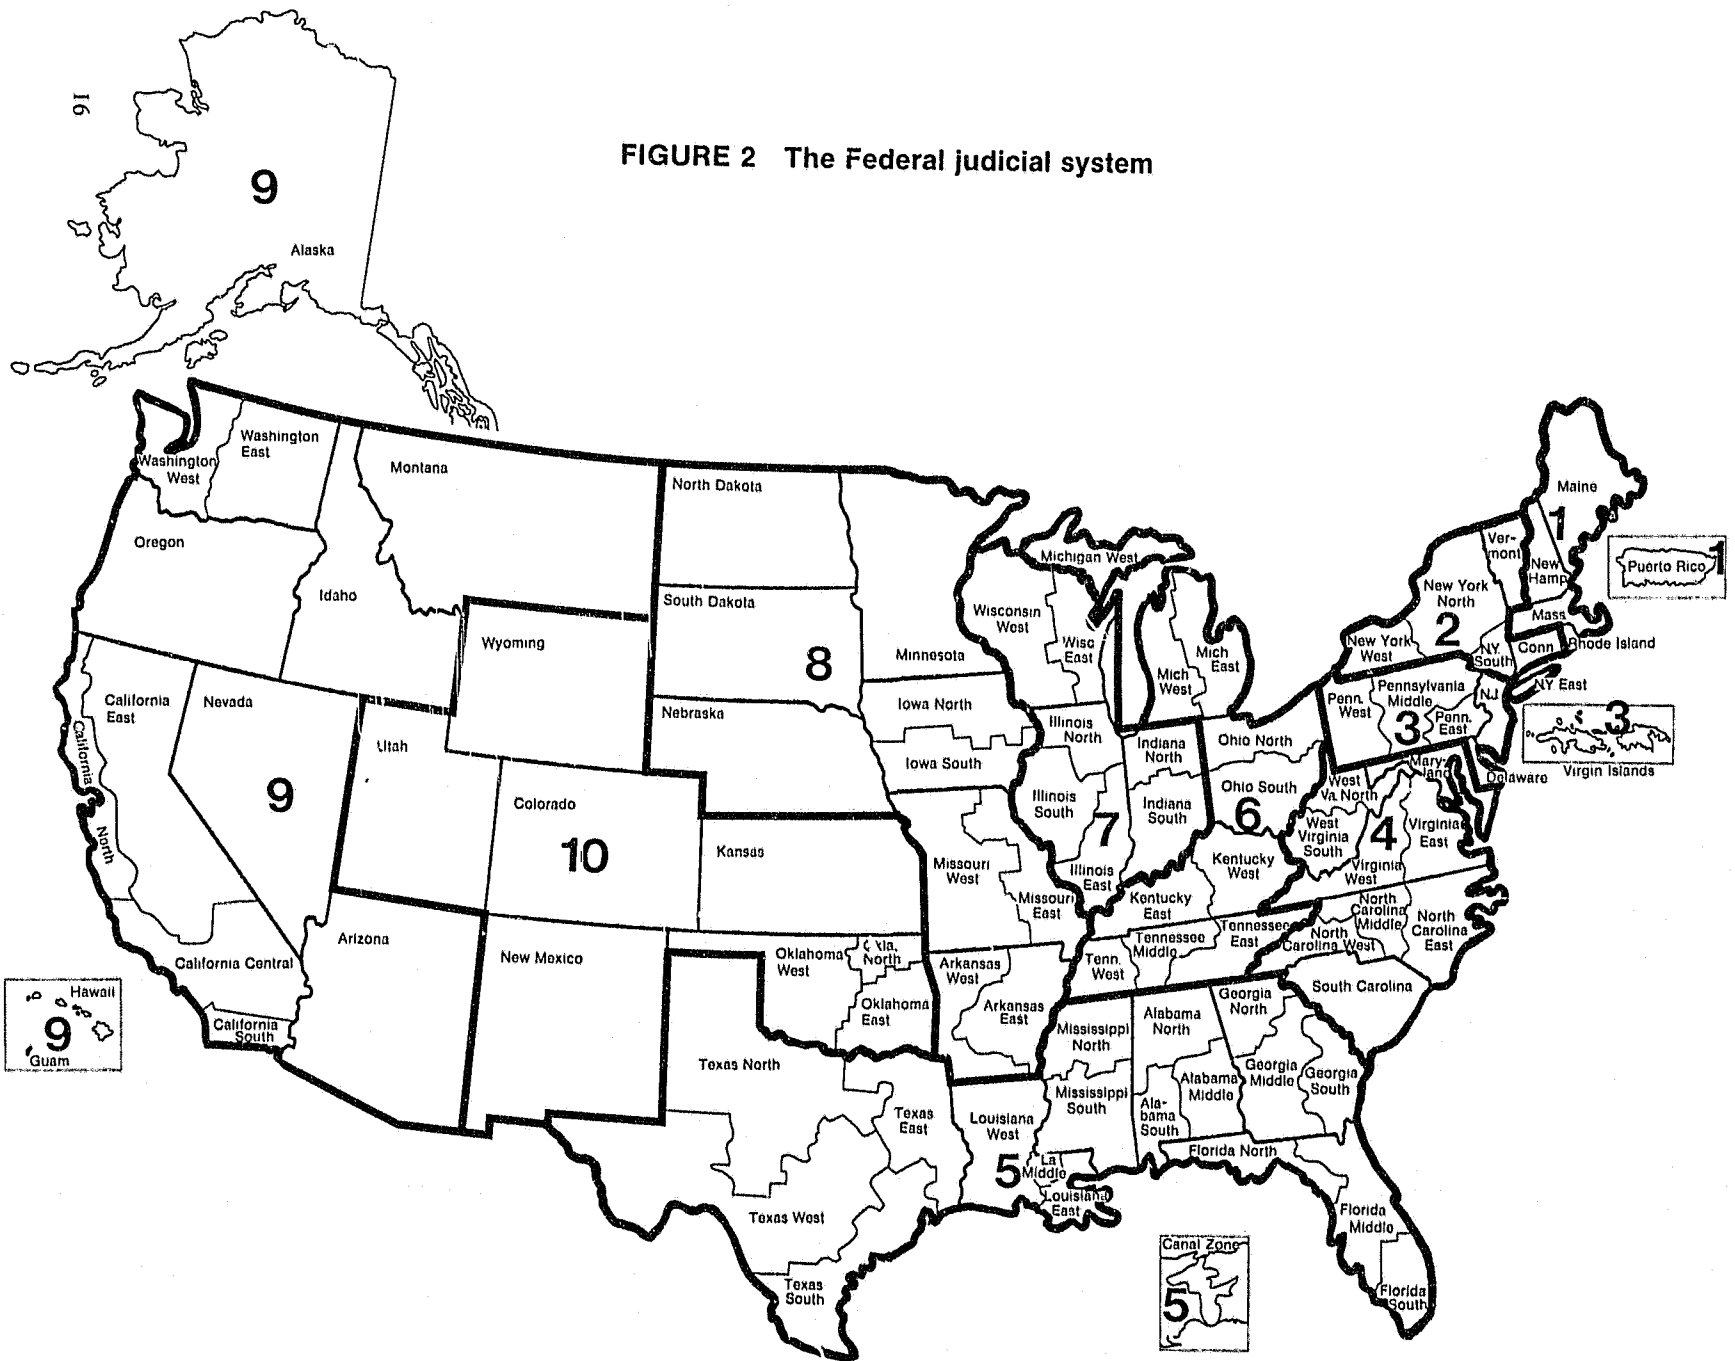 16
FIGURE 2 The Federal judicial system
9
Alaska
Washington
West
Washington
East
Montana
Oregon
Idaho
Wyoming
California
East
Nevada
California
North
9
Utah
Colorado
10
California Central
California
South
Arizona
New Mexico
Hawaii
9
Guam
North Dakota
South Dakota
8
Minnesota
Nebraska
Iowa North
Iowa South
Kansas
Missouri
West
Missouri
East
Oklahoma
West
Okla.
North
Oklahoma
East
Arkansas
West
Arkansas
East
Texas North
Texas
East
Texas West
Texas
South
Louisiana
West
5
La
Middle
Louisiana
East
Mississippi
North
Mississippi
South
Alabama
North
Alabama
Middle
Ala-
bama
South
Georgia
North
Georgia
Middle
Georgia
South
Florida North
Florida
Middle
Florida
South
Canal Zone
5
Michigan West
Wisconsin
West
Wisc
East
Mich
West
Mich
East
Illinois
North
Illinois
South
7
Illinois
East
Indiana
North
Indiana
South
Ohio North
Ohio South
6
Kentucky
West
Kentucky
East
Tenn.
West
Tennessee
Middle
Tennessee
East
West
Va. North
West
Virginia
South
4
Virginia
East
Virginia
West
Mary-
land
North
Carolina
Middle
North
Carolina West
North
Carolina
East
South Carolina
Maine
1
Ver-
mont
New
Hamp
Mass
Rhode Island
Conn
New York
North
2
New York
West
NY
South
NY East
Pennsylvania
Middle
Penn.
West
3
Penn.
East
NJ
Delaware
Puerto Rico
1
3
Virgin Islands